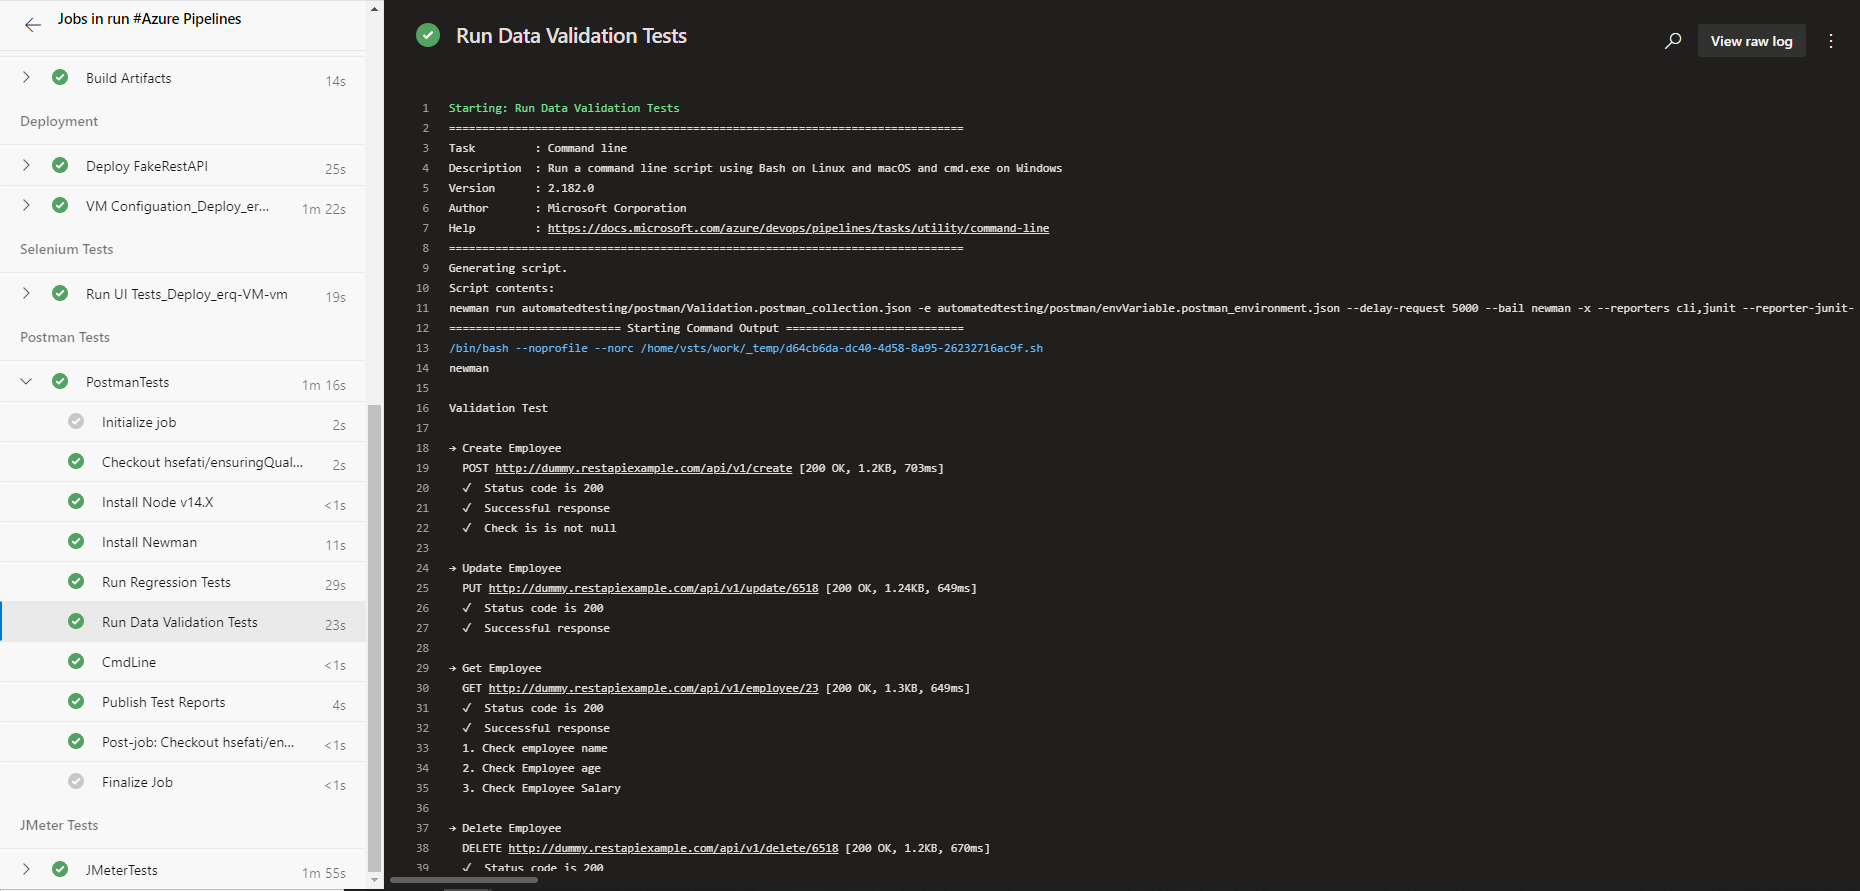 Jobs in run #Azure Pipelines
Build Artifacts 14s
Deployment
Deploy FakeRestAPI 25s
VM Configuation_Deploy_er... 1m 22s
Selenium Tests
Run UI Tests_Deploy_erq-VM-vm 19s
Postman Tests
PostmanTests 1m 16s
Initialize job 2s
Checkout hsefati/ensuringQual... 2s
Install Node v14.X <1s
Install Newman 11s
Run Regression Tests 29s
Run Data Validation Tests 23s
CmdLine <1s
Publish Test Reports 4s
Post-job: Checkout hsefati/en... <1s
Finalize Job <1s
JMeter Tests
JMeterTests 1m 55s
Run Data Validation Tests
View raw log
1 Starting: Run Data Validation Tests
2 ==============================================================================
3 Task         : Command line
4 Description  : Run a command line script using Bash on Linux and macOS and cmd.exe on Windows
5 Version      : 2.182.0
6 Author       : Microsoft Corporation
7 Help         : https://docs.microsoft.com/azure/devops/pipelines/tasks/utility/command-line
8 ==============================================================================
9 Generating script.
10 Script contents:
11 newman run automatedtesting/postman/Validation.postman_collection.json -e automatedtesting/postman/envVariable.postman_environment.json --delay-request 5000 --bail newman -x --reporters cli,junit --reporter-junit-
12 ========================== Starting Command Output ===========================
13 /bin/bash --noprofile --norc /home/vsts/work/_temp/d64cb6da-dc40-4d58-8a95-26232716ac9f.sh
14 newman
15
16 Validation Test
17
18 → Create Employee
19 POST http://dummy.restapiexample.com/api/v1/create [200 OK, 1.2KB, 703ms]
20 ✓ Status code is 200
21 ✓ Successful response
22 ✓ Check is is not null
23
24 → Update Employee
25 PUT http://dummy.restapiexample.com/api/v1/update/6518 [200 OK, 1.24KB, 649ms]
26 ✓ Status code is 200
27 ✓ Successful response
28
29 → Get Employee
30 GET http://dummy.restapiexample.com/api/v1/employee/23 [200 OK, 1.3KB, 649ms]
31 ✓ Status code is 200
32 ✓ Successful response
33 1. Check employee name
34 2. Check Employee age
35 3. Check Employee Salary
36
37 → Delete Employee
38 DELETE http://dummy.restapiexample.com/api/v1/delete/6518 [200 OK, 1.2KB, 670ms]
39 ✓ Status code is 200